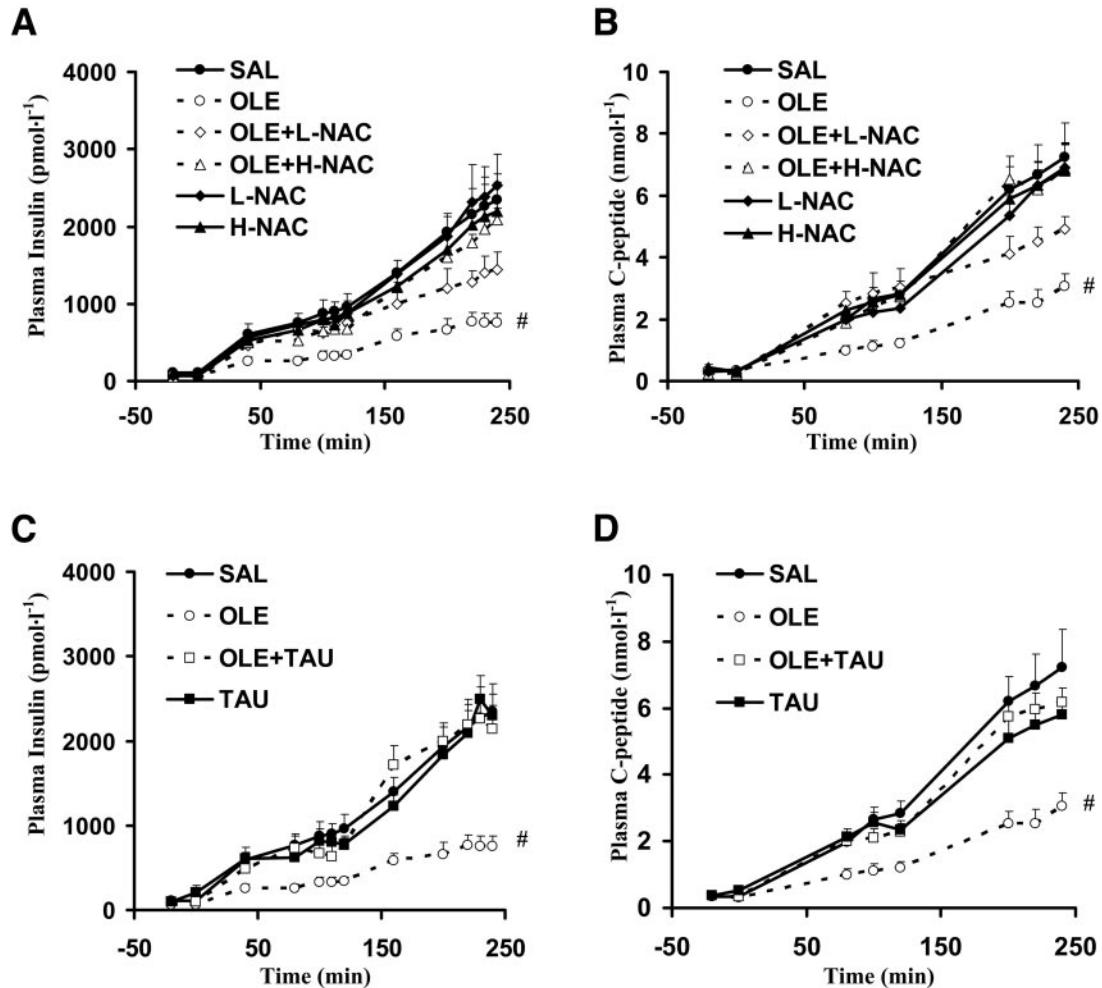 A
Plasma Insulin (pmol·l⁻¹)
4000
3000
2000
1000
0
SAL
OLE
OLE+L-NAC
OLE+H-NAC
L-NAC
H-NAC
#
-50
50
150
250
Time (min)
B
Plasma C-peptide (nmol·l⁻¹)
10
8
6
4
2
0
SAL
OLE
OLE+L-NAC
OLE+H-NAC
L-NAC
H-NAC
#
-50
50
150
250
Time (min)
C
Plasma Insulin (pmol·l⁻¹)
4000
3000
2000
1000
0
SAL
OLE
OLE+TAU
TAU
#
-50
50
150
250
Time (min)
D
Plasma C-peptide (nmol·l⁻¹)
10
8
6
4
2
0
SAL
OLE
OLE+TAU
TAU
#
-50
50
150
250
Time (min)